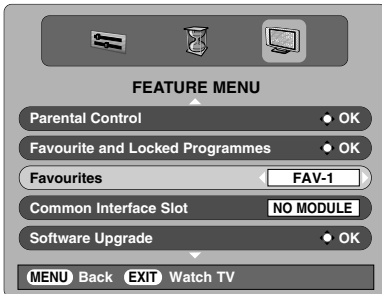 FEATURE MENU
Parental Control OK
Favourite and Locked Programmes OK
Favourites FAV-1
Common Interface Slot NO MODULE
Software Upgrade OK
MENU Back EXIT Watch TV